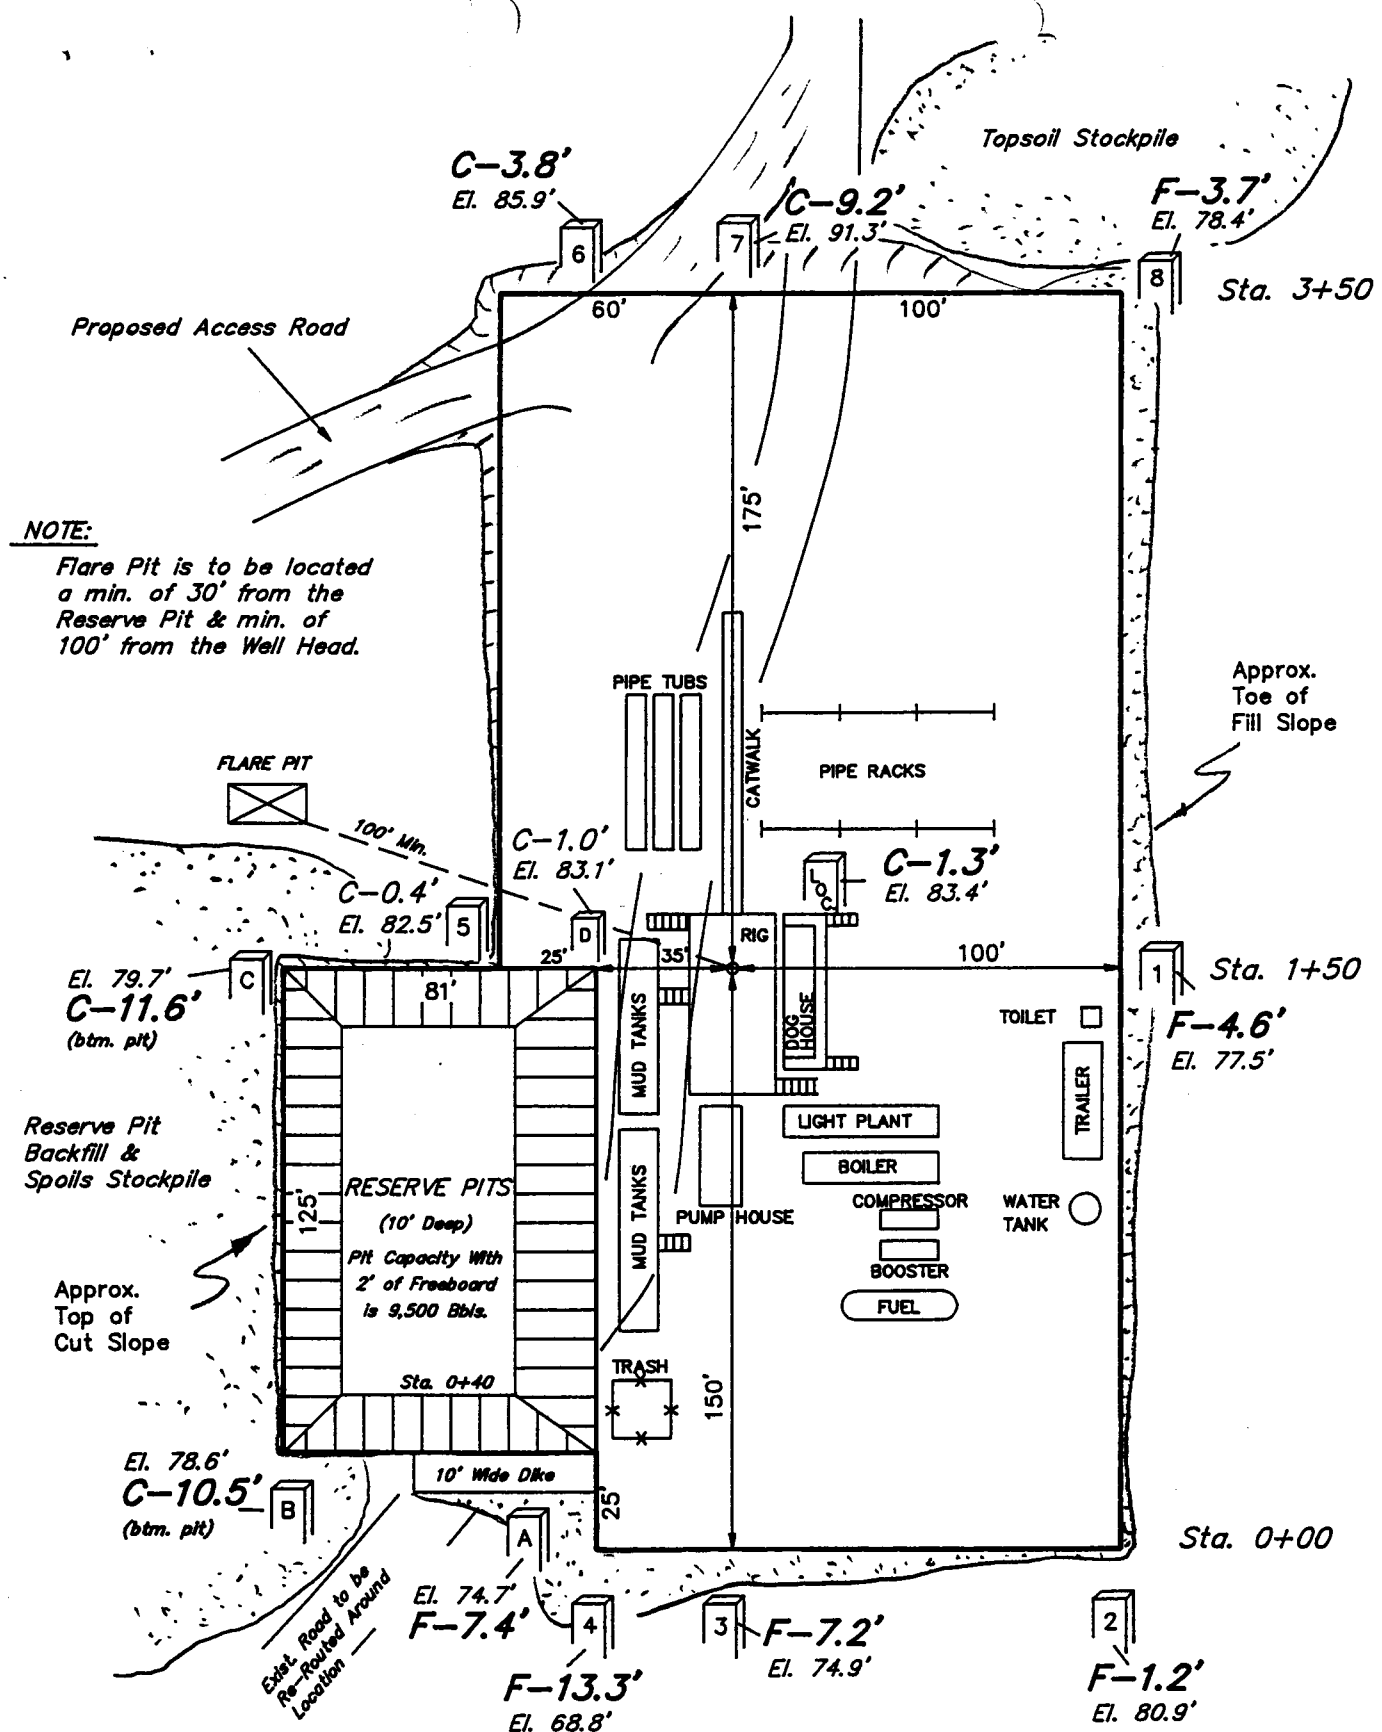 Topsoil Stockpile
C-3.8'
El. 85.9'
C-9.2'
El. 91.3'
F-3.7'
El. 78.4'
6
7
8
Sta. 3+50
60'
100'
Proposed Access Road
175'
NOTE:
Flare Pit is to be located
a min. of 30' from the
Reserve Pit & min. of
100' from the Well Head.
Approx.
Toe of
Fill Slope
PIPE TUBS
CATWALK
PIPE RACKS
FLARE PIT
100' Min.
C-1.0'
El. 83.1'
C-1.3'
El. 83.4'
LOC.
C-0.4'
El. 82.5'
5
D
RIG
El. 79.7'
C-11.6'
(btm. pit)
C
25'
35'
100'
1
Sta. 1+50
81'
F-4.6'
El. 77.5'
MUD TANKS
DOG
HOUSE
TOILET
TRAILER
LIGHT PLANT
BOILER
Reserve Pit
Backfill &
Spoils Stockpile
125'
RESERVE PITS
(10' Deep)
Pit Capacity With
2' of Freeboard
is 9,500 Bbls.
MUD TANKS
PUMP HOUSE
COMPRESSOR
WATER
TANK
BOOSTER
FUEL
Approx.
Top of
Cut Slope
TRASH
Sta. 0+40
150'
El. 78.6'
C-10.5'
(btm. pit)
B
10' Wide Dike
25'
A
Sta. 0+00
Exist. Road to be
Re-Routed Around
Location
El. 74.7'
F-7.4'
4
3
2
F-13.3'
El. 68.8'
F-7.2'
El. 74.9'
F-1.2'
El. 80.9'